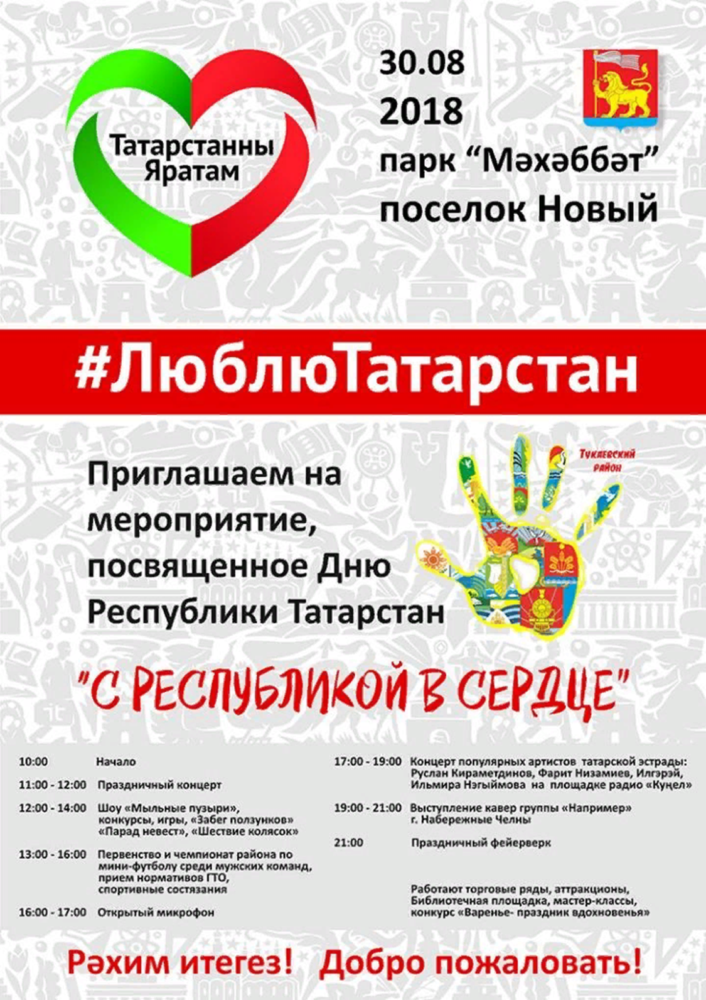 30.08
2018
парк “Мәхәббәт”
поселок Новый
Татарстанны
Яратам
#ЛюблюТатарстан
Приглашаем на
мероприятие,
посвященное Дню
Республики Татарстан
Тукаевский
район
"С РЕСПУБЛИКОЙ В СЕРДЦЕ"
10:00 Начало
11:00 - 12:00 Праздничный концерт
12:00 - 14:00 Шоу «Мыльные пузыри»,
конкурсы, игры, «Забег ползунков»
«Парад невест», «Шествие колясок»
13:00 - 16:00 Первенство и чемпионат района по
мини-футболу среди мужских команд,
прием нормативов ГТО,
спортивные состязания
16:00 - 17:00 Открытый микрофон
17:00 - 19:00 Концерт популярных артистов татарской эстрады:
Руслан Кираметдинов, Фарит Низамиев, Илгэрэй,
Ильмира Нэгыймова на площадке радио «Куңел»
19:00 - 21:00 Выступление кавер группы «Например»
г. Набережные Челны
21:00 Праздничный фейерверк
Работают торговые ряды, аттракционы,
Библиотечная площадка, мастер-классы,
конкурс «Варенье- праздник вдохновенья»
Рәхим итегез! Добро пожаловать!